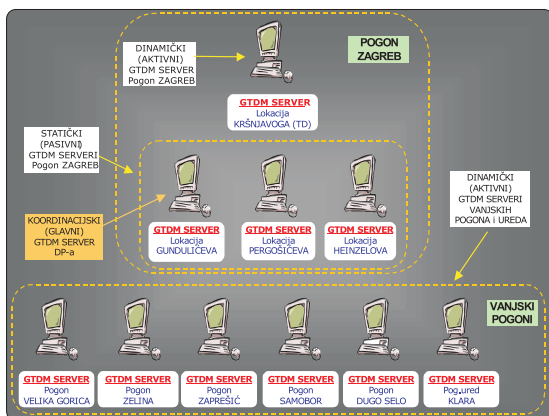 DINAMIČKI
(AKTIVNI)
GTDM SERVER
Pogon ZAGREB
POGON
ZAGREB
GTDM SERVER
Lokacija
KRŠNJAVOGA (TD)
STATIČKI
(PASIVNI)
GTDM SERVERI
Pogon ZAGREB
DINAMIČKI
(AKTIVNI)
GTDM SERVERI
VANJSKIH
POGONA i UREDA
KOORDINACIJSKI
(GLAVNI)
GTDM SERVER
DP-a
GTDM SERVER
Lokacija
GUNDULIĆEVA
GTDM SERVER
Lokacija
PERGOŠIĆEVA
GTDM SERVER
Lokacija
HEINZELOVA
VANJSKI
POGONI
GTDM SERVER
Pogon
VELIKA GORICA
GTDM SERVER
Pogon
ZELINA
GTDM SERVER
Pogon
ZAPREŠIĆ
GTDM SERVER
Pogon
SAMOBOR
GTDM SERVER
Pogon
DUGO SELO
GTDM SERVER
Pog.ured
KLARA